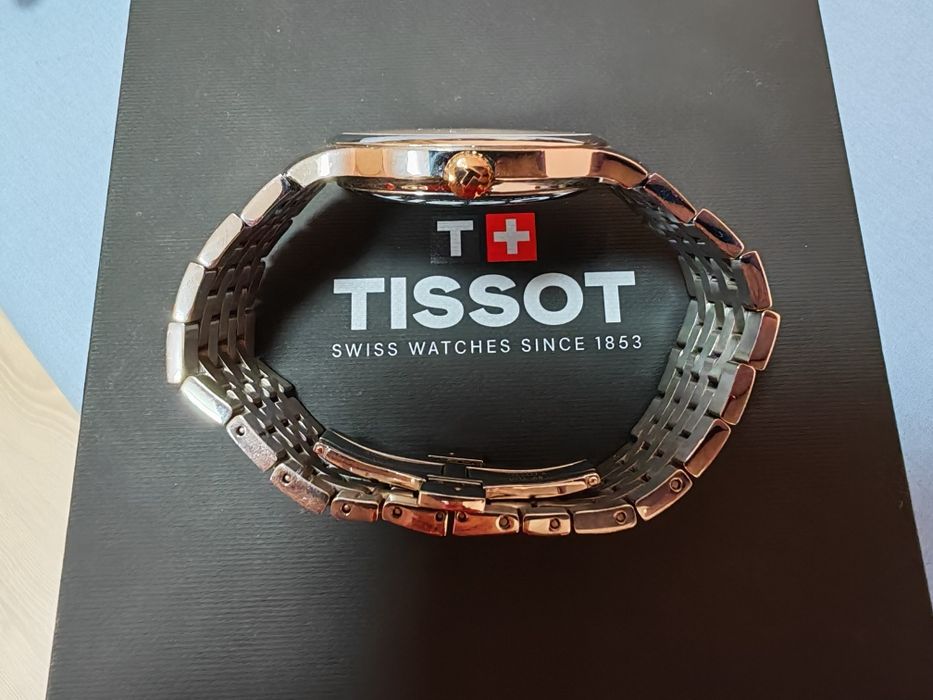 T
TISSOT
SWISS WATCHES SINCE 1853